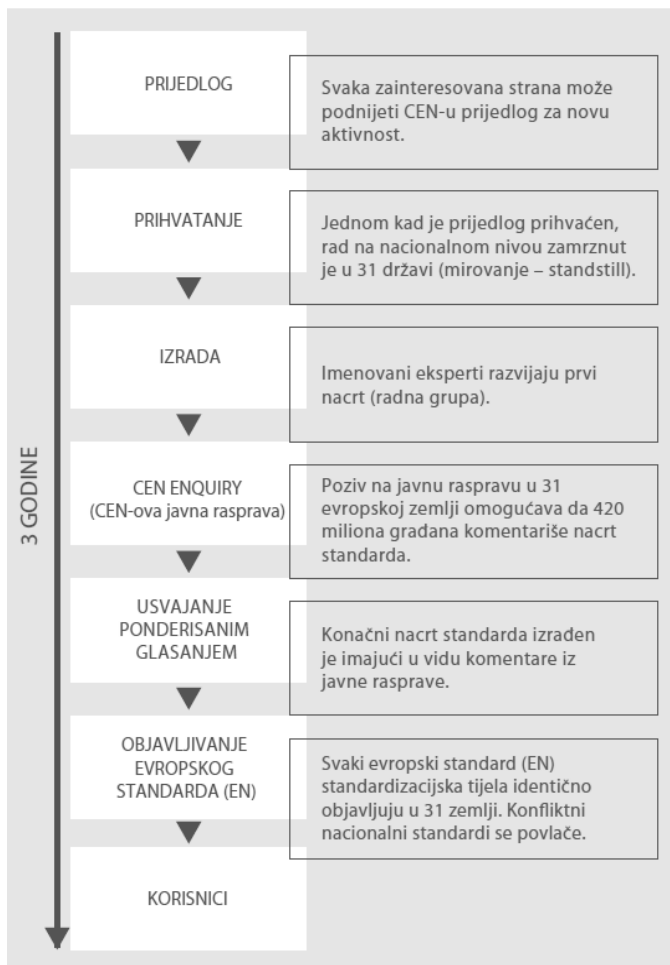 3 GODINE
PRIJEDLOG
Svaka zainteresovana strana može
podnijeti CEN-u prijedlog za novu
aktivnost.
PRIHVATANJE
Jednom kad je prijedlog prihvaćen,
rad na nacionalnom nivou zamrznut
je u 31 državi (mirovanje – standstill).
IZRADA
Imenovani eksperti razvijaju prvi
nacrt (radna grupa).
CEN ENQUIRY
(CEN-ova javna rasprava)
Poziv na javnu raspravu u 31
evropskoj zemlji omogućava da 420
miliona građana komentariše nacrt
standarda.
USVAJANJE
PONDERISANIM
GLASANJEM
Konačni nacrt standarda izrađen
je imajući u vidu komentare iz
javne rasprave.
OBJAVLJIVANJE
EVROPSKOG
STANDARDA (EN)
Svaki evropski standard (EN)
standardizacijska tijela identično
objavljuju u 31 zemlji. Konfliktni
nacionalni standardi se povlače.
KORISNICI